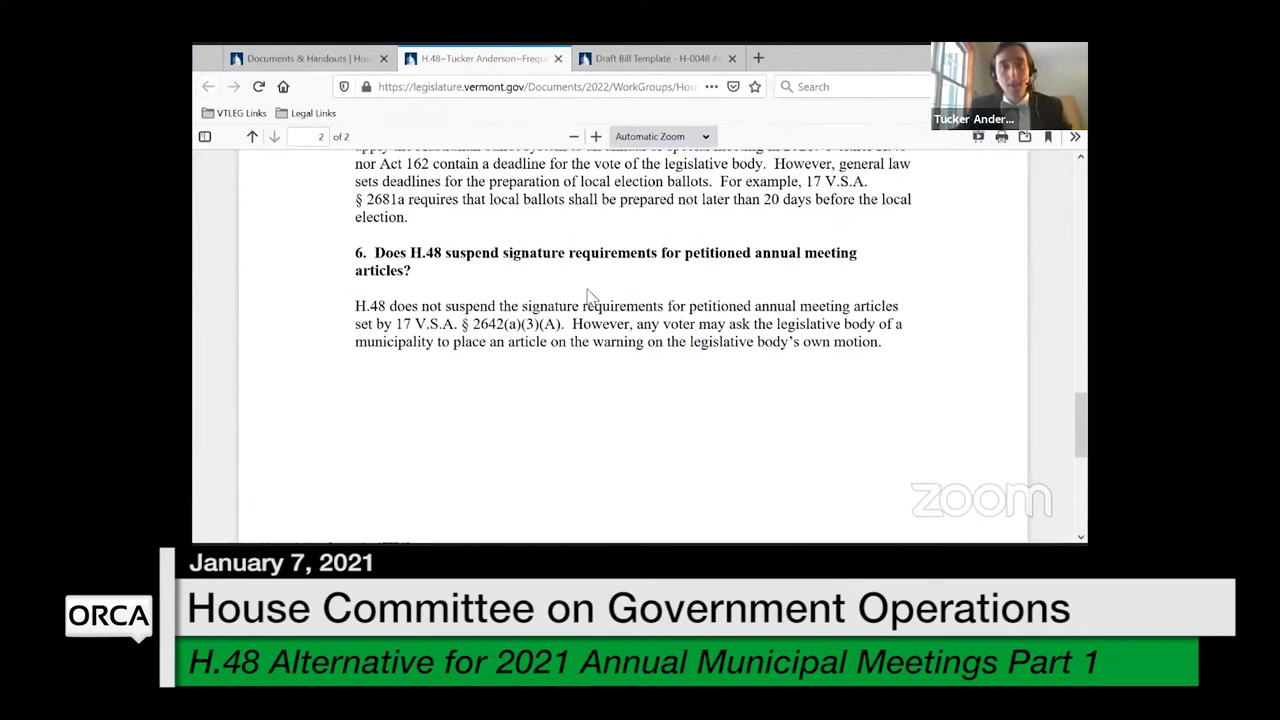 Documents & Handouts | Hou
H.48~Tucker Anderson~Frequ
Draft Bill Template - H-0048 A
https://legislature.vermont.gov/Documents/2022/WorkGroups/Hou
Search
VTLEG Links
Legal Links
Tucker Ander...
2
of 2
Automatic Zoom
nor Act 162 contain a deadline for the vote of the legislative body. However, general law
sets deadlines for the preparation of local election ballots. For example, 17 V.S.A.
§ 2681a requires that local ballots shall be prepared not later than 20 days before the local
election.
6. Does H.48 suspend signature requirements for petitioned annual meeting
articles?
H.48 does not suspend the signature requirements for petitioned annual meeting articles
set by 17 V.S.A. § 2642(a)(3)(A). However, any voter may ask the legislative body of a
municipality to place an article on the warning on the legislative body's own motion.
zoom
January 7, 2021
ORCA
House Committee on Government Operations
H.48 Alternative for 2021 Annual Municipal Meetings Part 1